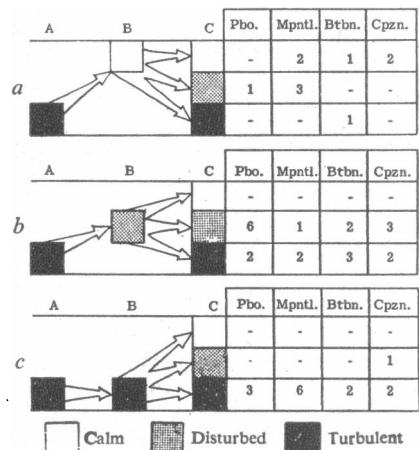 A B C Pbo. Mpntl. Btbn. Cpzn.
- 2 1 2
a 1 3 - -
- - 1 -
A B C Pbo. Mpntl. Btbn. Cpzn.
- - - -
b 6 1 2 3
2 2 3 2
A B C Pbo. Mpntl. Btbn. Cpzn.
- - - -
c - - - 1
3 6 2 2
Calm Disturbed Turbulent